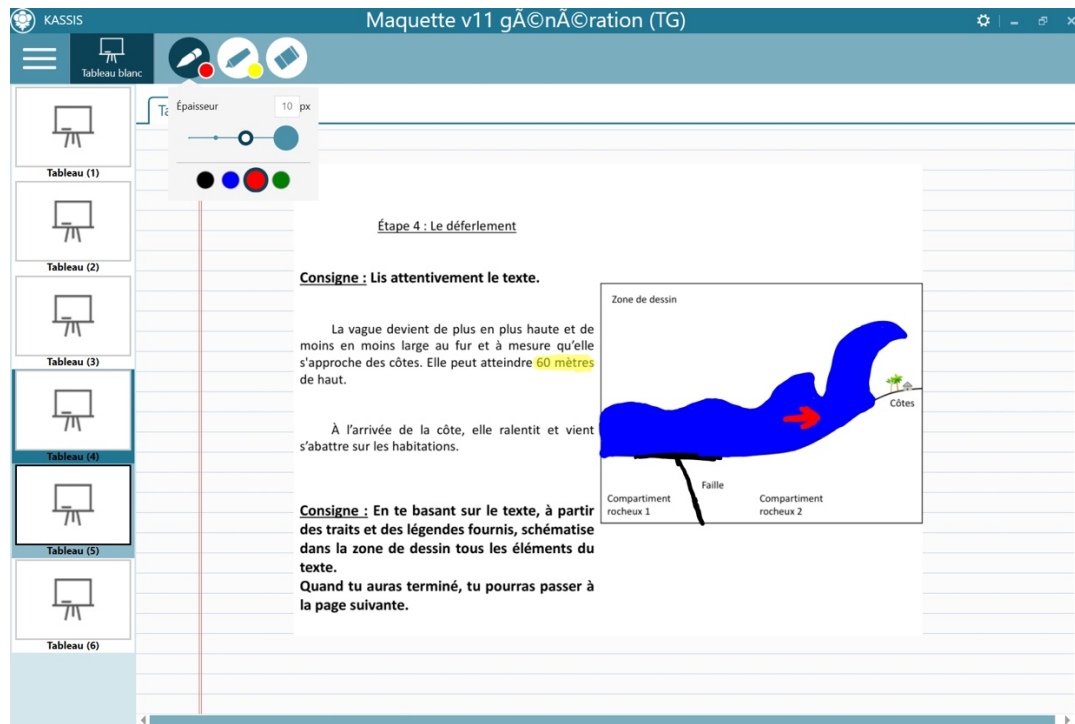 KASSIS
Maquette v11 gÃ©nÃ©ration (TG)
Tableau blanc
Épaisseur
10 px
Tableau (1)
Tableau (2)
Tableau (3)
Tableau (4)
Tableau (5)
Tableau (6)
Étape 4 : Le déferlement
Consigne : Lis attentivement le texte.
La vague devient de plus en plus haute et de
moins en moins large au fur et à mesure qu'elle
s'approche des côtes. Elle peut atteindre 60 mètres
de haut.
À l'arrivée de la côte, elle ralentit et vient
s'abattre sur les habitations.
Consigne : En te basant sur le texte, à partir
des traits et des légendes fournis, schématise
dans la zone de dessin tous les éléments du
texte.
Quand tu auras terminé, tu pourras passer à
la page suivante.
Zone de dessin
Côtes
Faille
Compartiment
rocheux 1
Compartiment
rocheux 2